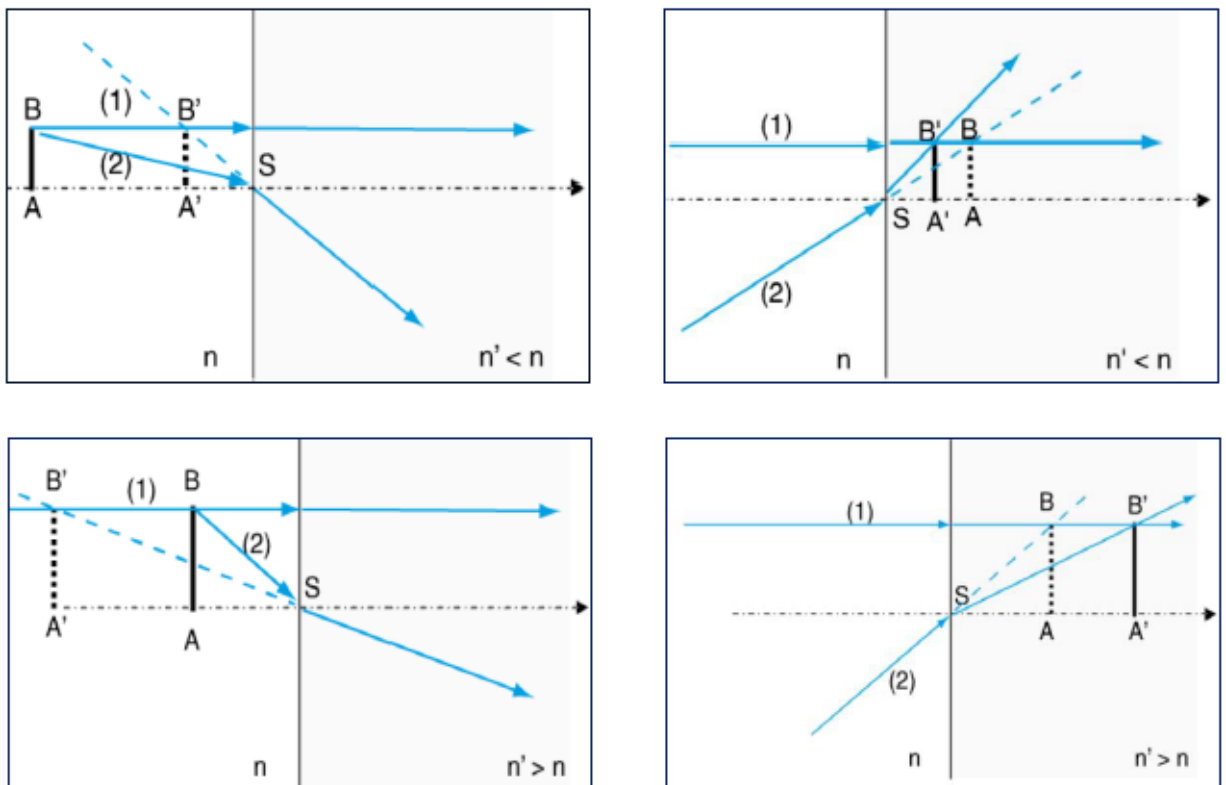 B (1) B'
(2)
S
A A'
n n' < n
(1) B' B
S A' A
(2)
n n' < n
B' (1) B
(2)
S
A' A
n n' > n
(1) B B'
S
A A'
(2)
n n' > n